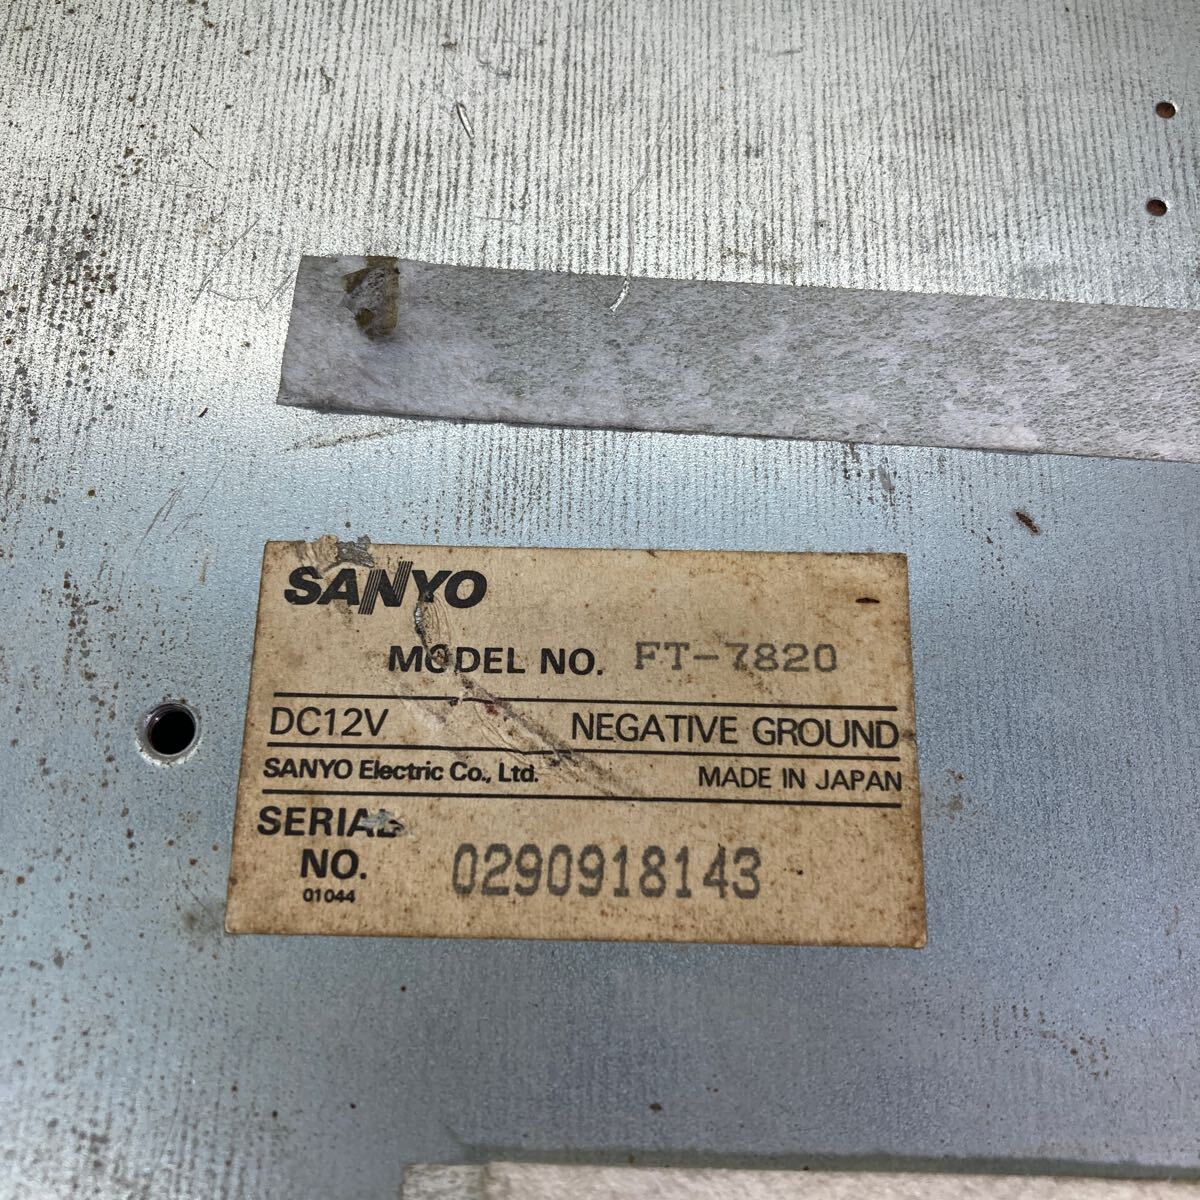 SANYO
MODEL NO. FT-7820
DC12V NEGATIVE GROUND
SANYO Electric Co., Ltd. MADE IN JAPAN
SERIAL
NO. 0290918143
01044